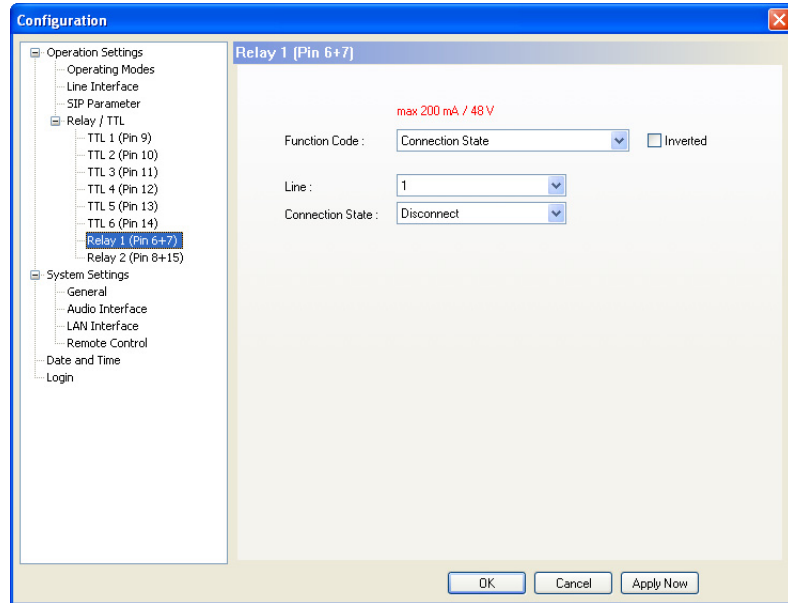 Configuration
Operation Settings
Operating Modes
Line Interface
SIP Parameter
Relay / TTL
TTL 1 (Pin 9)
TTL 2 (Pin 10)
TTL 3 (Pin 11)
TTL 4 (Pin 12)
TTL 5 (Pin 13)
TTL 6 (Pin 14)
Relay 1 (Pin 6+7)
Relay 2 (Pin 8+15)
System Settings
General
Audio Interface
LAN Interface
Remote Control
Date and Time
Login
Relay 1 (Pin 6+7)
max 200 mA / 48 V
Function Code : Connection State Inverted
Line : 1
Connection State : Disconnect
OK Cancel Apply Now